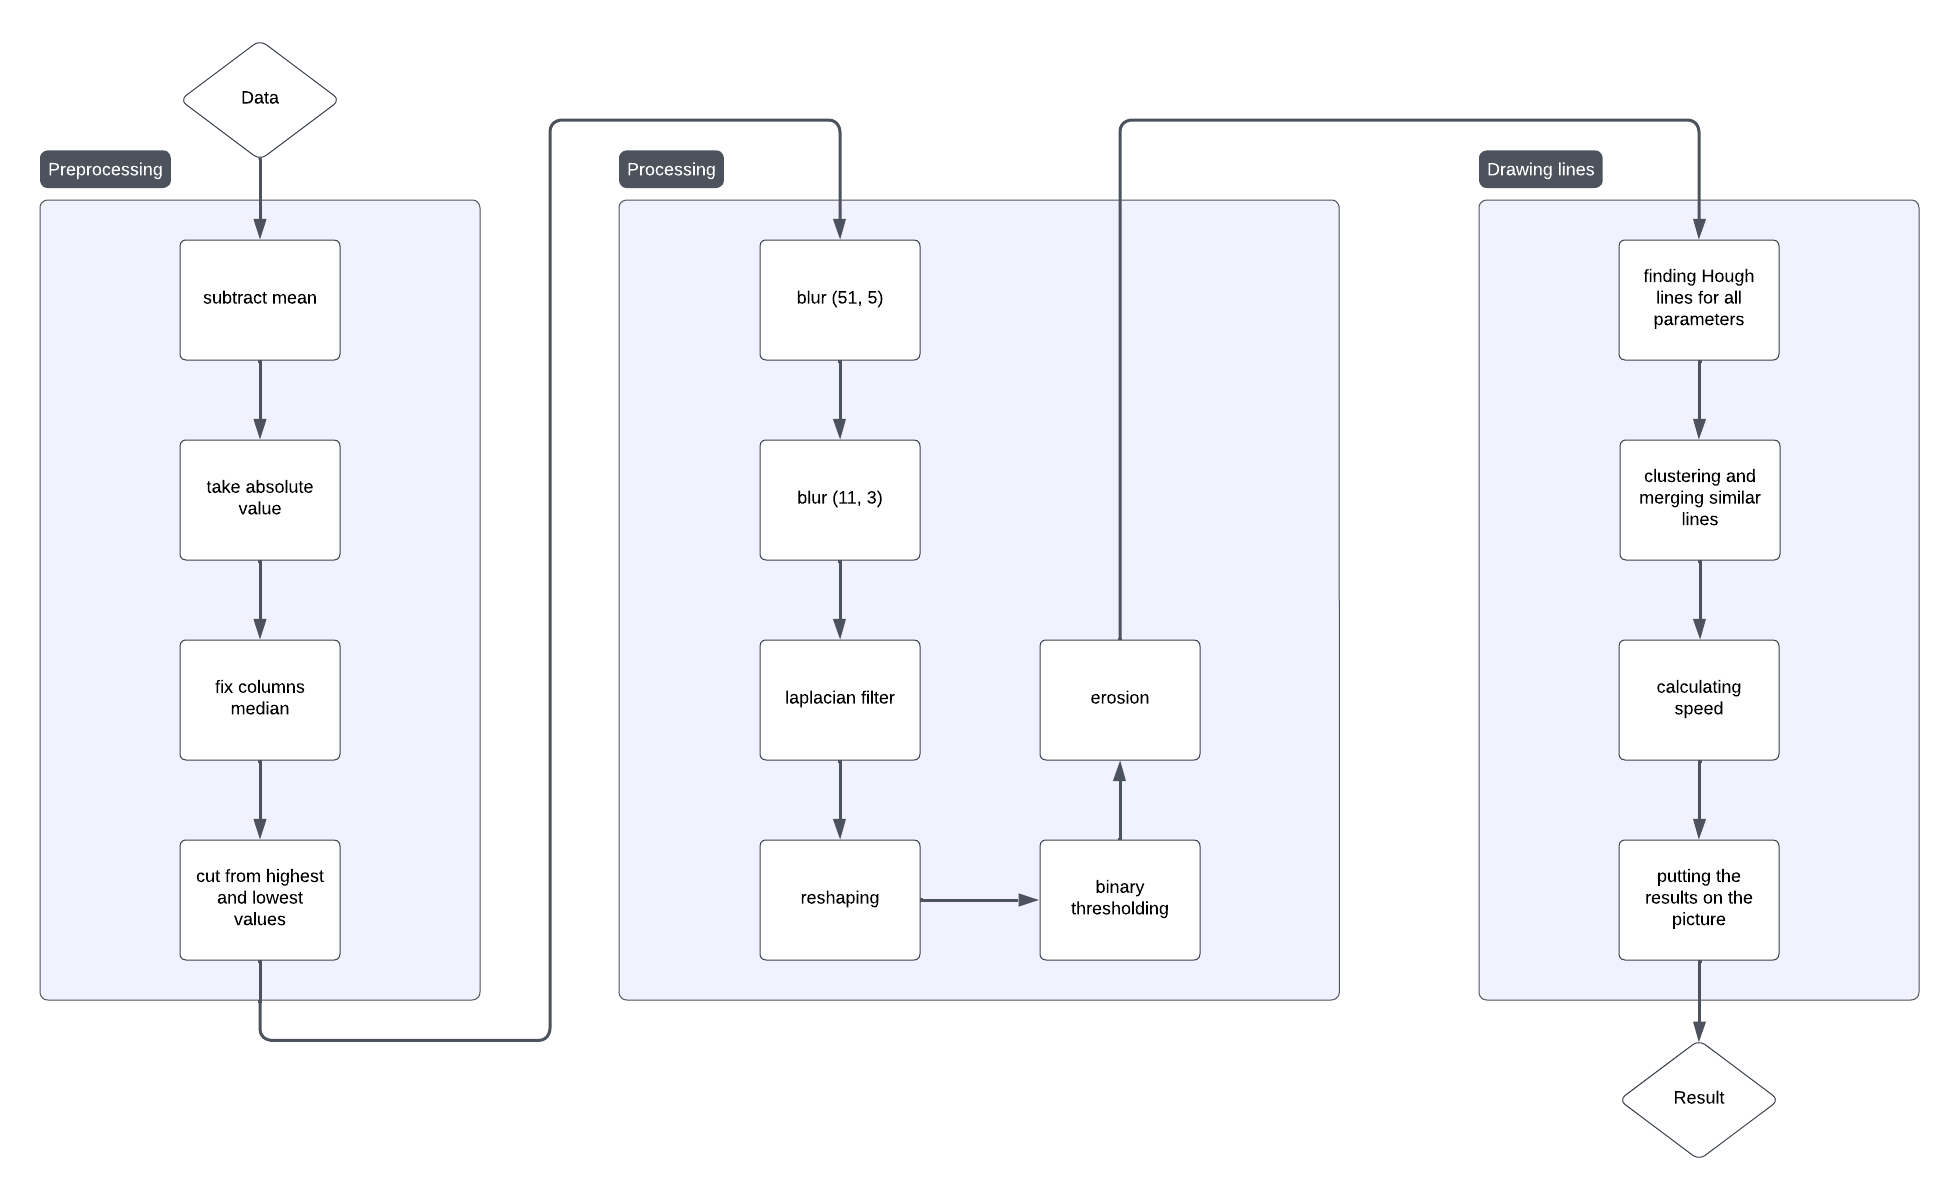 Data
Preprocessing
subtract mean
take absolute
value
fix columns
median
cut from highest
and lowest
values
Processing
blur (51, 5)
blur (11, 3)
laplacian filter
reshaping
binary
thresholding
erosion
Drawing lines
finding Hough
lines for all
parameters
clustering and
merging similar
lines
calculating
speed
putting the
results on the
picture
Result